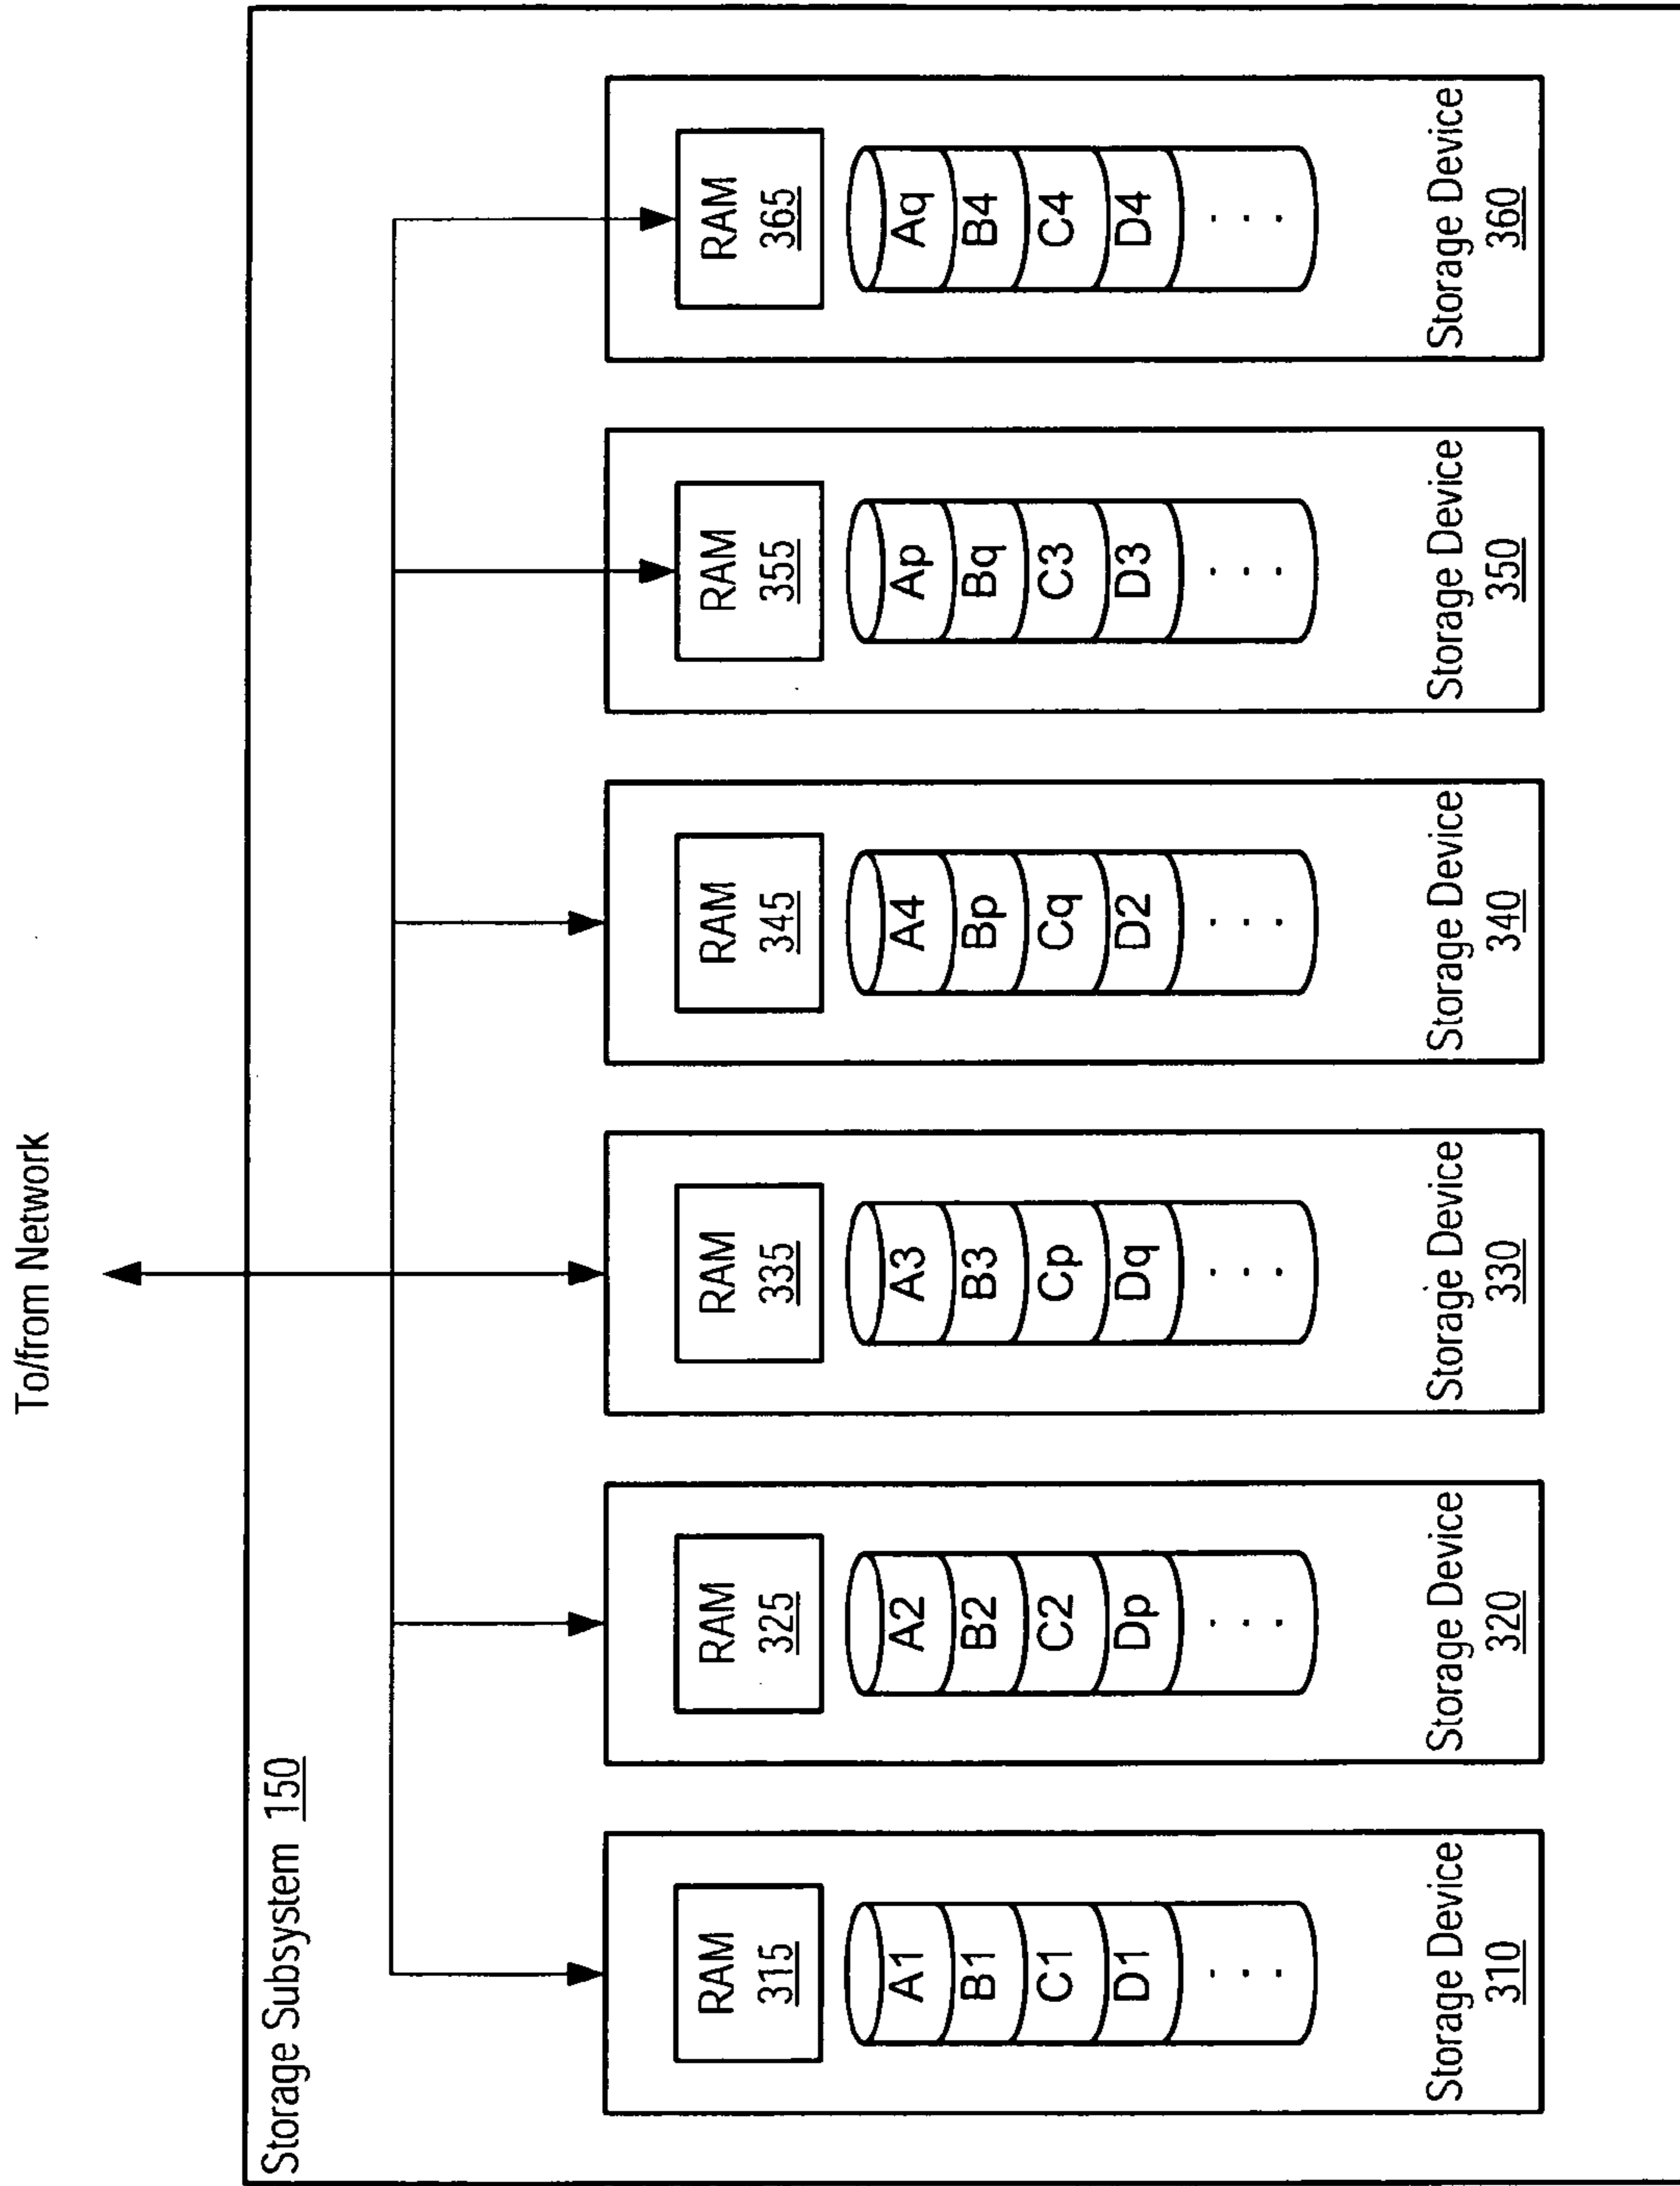 To/from Network
Storage Subsystem 150
RAM
315
A1
B1
C1
D1
. . .
Storage Device
310
RAM
325
A2
B2
C2
Dp
. . .
Storage Device
320
RAM
335
A3
B3
Cp
Dq
. . .
Storage Device
330
RAM
345
A4
Bp
Cq
D2
. . .
Storage Device
340
RAM
355
Ap
Bq
C3
D3
. . .
Storage Device
350
RAM
365
Aq
B4
C4
D4
. . .
Storage Device
360